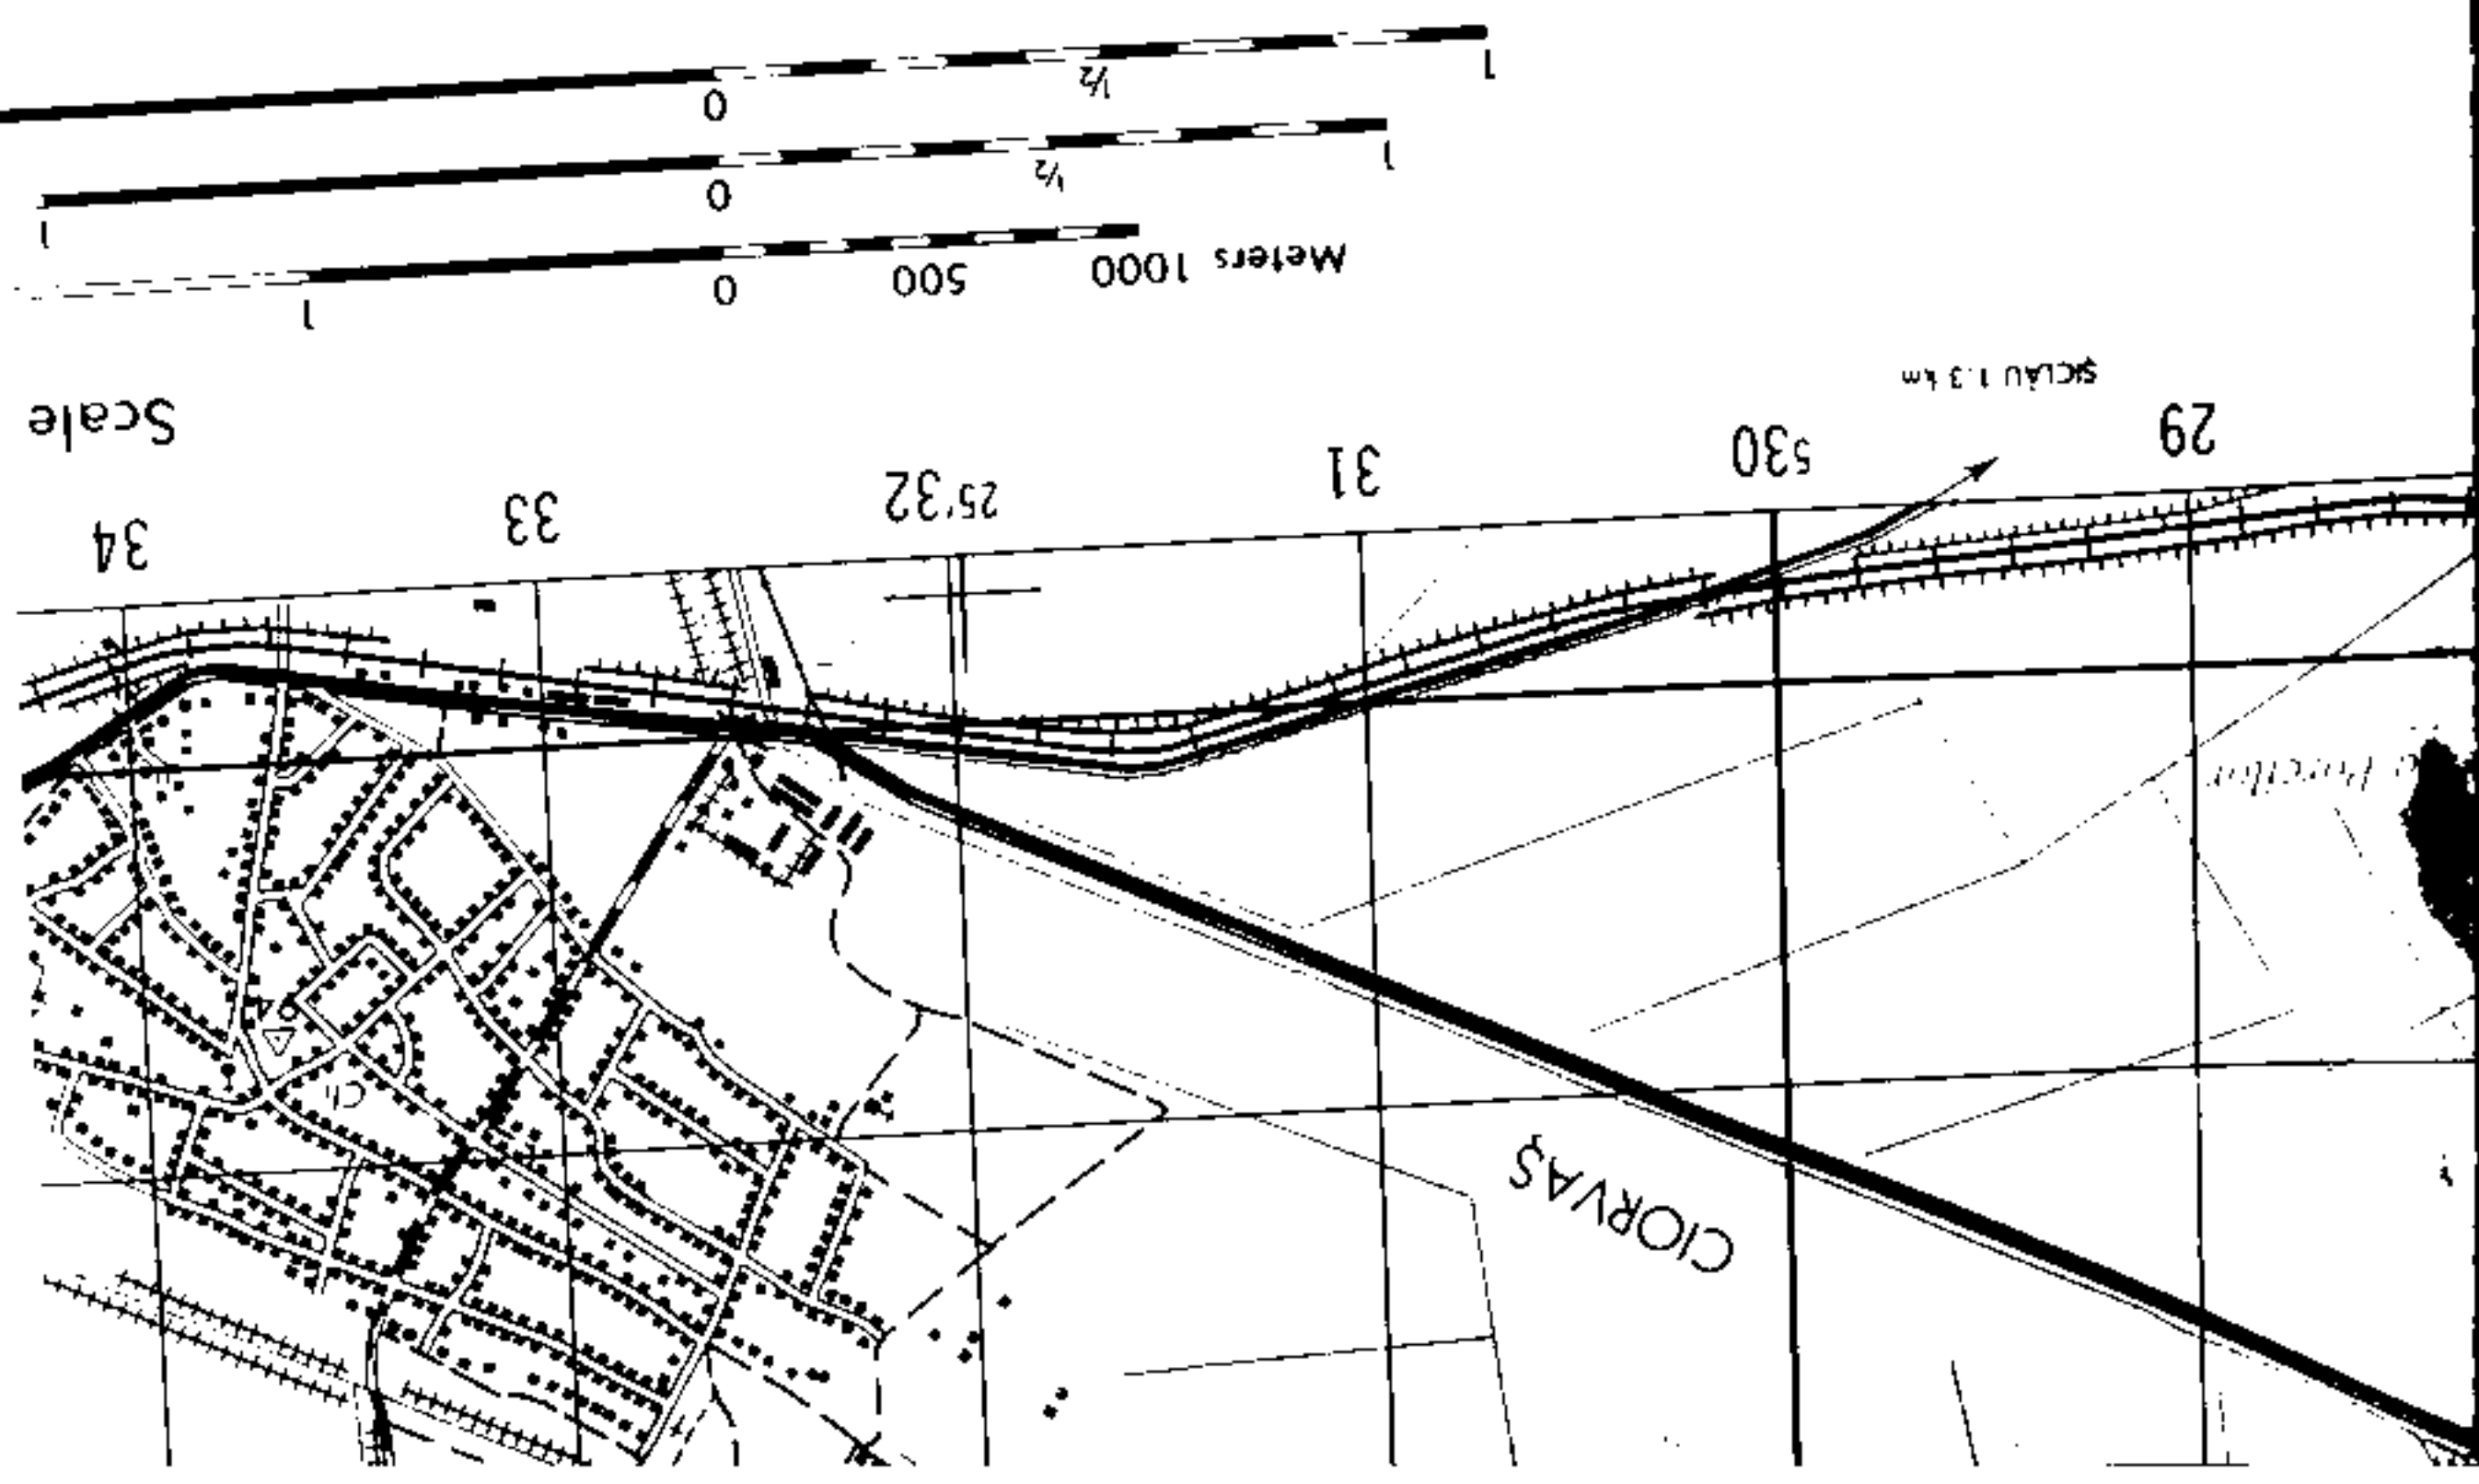 CIORVAȘ
Ch
29 530 31 25' 32 33 34
ȘICLĂU 1.3 km
Scale
Meters 1000 500 0 1
1 ½ 0 1
1 ½ 0